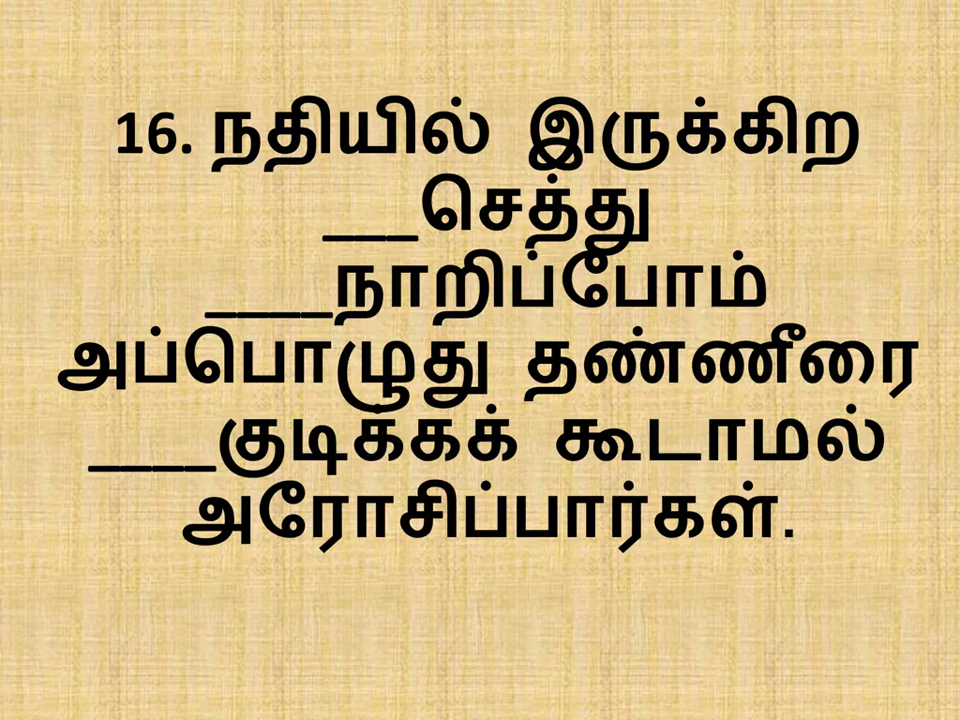 16. நதியில் இருக்கிற
___செத்து
____நாறிப்போம்
அப்பொழுது தண்ணீரை
____குடிக்கக் கூடாமல்
அரோசிப்பார்கள்.